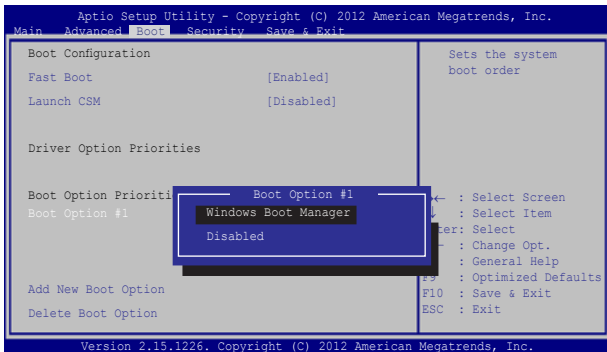 Aptio Setup Utility - Copyright (C) 2012 American Megatrends, Inc.
Main Advanced Boot Security Save & Exit
Boot Configuration
Fast Boot [Enabled]
Launch CSM [Disabled]
Driver Option Priorities
Boot Option Prioriti
Boot Option #1
Boot Option #1
Windows Boot Manager
Disabled
Add New Boot Option
Delete Boot Option
Sets the system
boot order
→← : Select Screen
: Select Item
er: Select
: Change Opt.
: General Help
F9 : Optimized Defaults
F10 : Save & Exit
ESC : Exit
Version 2.15.1226. Copyright (C) 2012 American Megatrends, Inc.